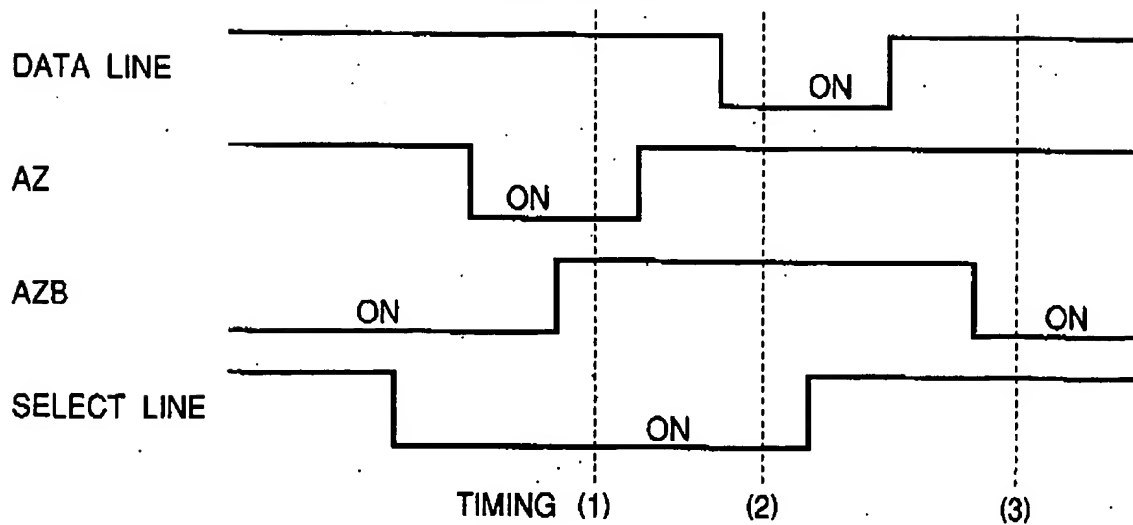 DATA LINE
ON
AZ
ON
AZB
ON
ON
SELECT LINE
ON
TIMING (1) (2) (3)